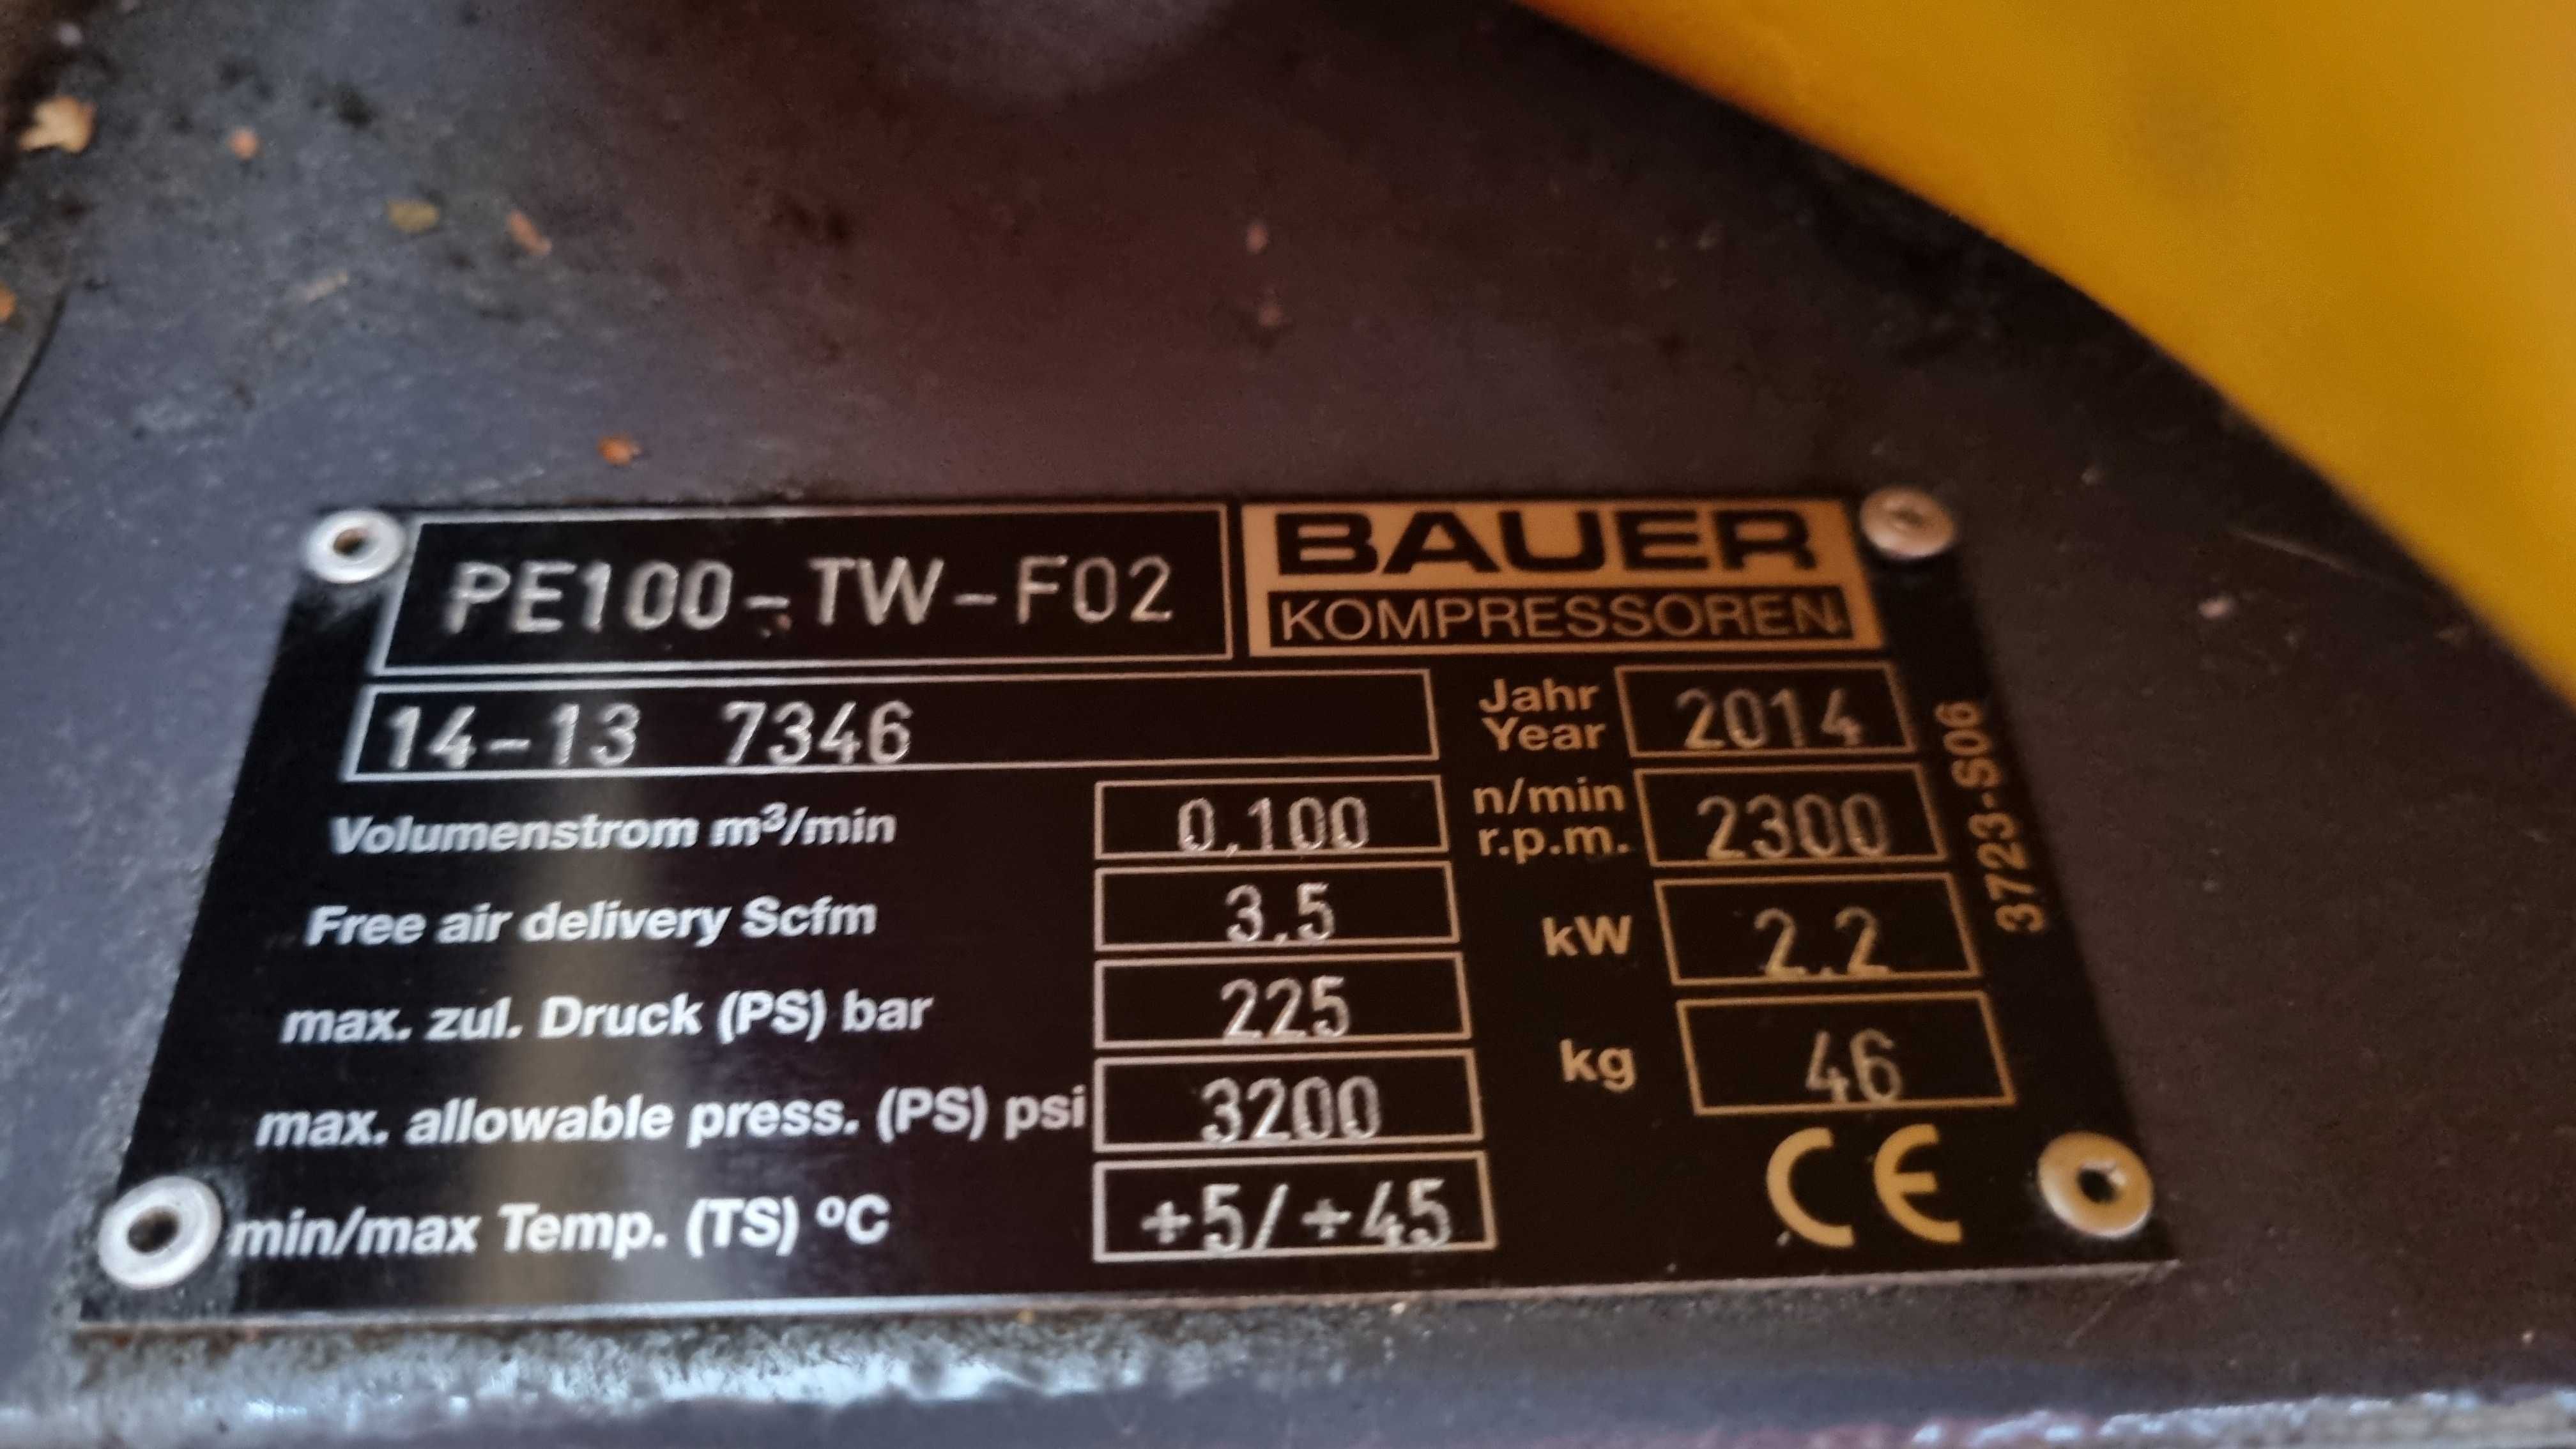 PE100-TW-F02
BAUER
KOMPRESSOREN
14-13 7346
Jahr
Year
2014
Volumenstrom m³/min 0.100
n/min
r.p.m.
2300
Free air delivery Scfm 3.5
kW 2.2
max. zul. Druck (PS) bar 225
kg 46
max. allowable press. (PS) psi 3200
min/max Temp. (TS) ºC +5/+45
CE
3723-S06